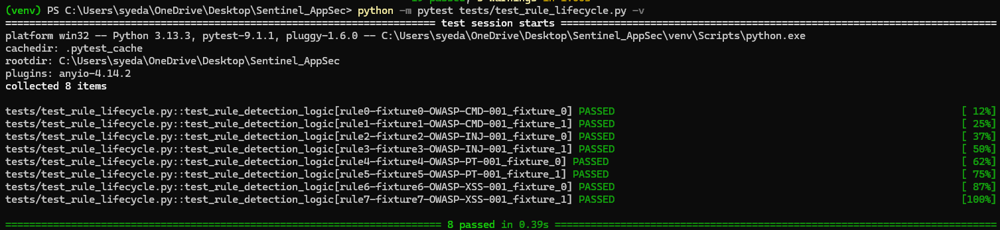 19 passed, 3 warnings in 1.00s
(venv) PS C:\Users\syeda\OneDrive\Desktop\Sentinel_AppSec> python -m pytest tests/test_rule_lifecycle.py -v
======================================================================== test session starts =========================================================================
platform win32 -- Python 3.13.3, pytest-9.1.1, pluggy-1.6.0 -- C:\Users\syeda\OneDrive\Desktop\Sentinel_AppSec\venv\Scripts\python.exe
cachedir: .pytest_cache
rootdir: C:\Users\syeda\OneDrive\Desktop\Sentinel_AppSec
plugins: anyio-4.14.2
collected 8 items
tests/test_rule_lifecycle.py::test_rule_detection_logic[rule0-fixture0-OWASP-CMD-001_fixture_0] PASSED [ 12%]
tests/test_rule_lifecycle.py::test_rule_detection_logic[rule1-fixture1-OWASP-CMD-001_fixture_1] PASSED [ 25%]
tests/test_rule_lifecycle.py::test_rule_detection_logic[rule2-fixture2-OWASP-INJ-001_fixture_0] PASSED [ 37%]
tests/test_rule_lifecycle.py::test_rule_detection_logic[rule3-fixture3-OWASP-INJ-001_fixture_1] PASSED [ 50%]
tests/test_rule_lifecycle.py::test_rule_detection_logic[rule4-fixture4-OWASP-PT-001_fixture_0] PASSED [ 62%]
tests/test_rule_lifecycle.py::test_rule_detection_logic[rule5-fixture5-OWASP-PT-001_fixture_1] PASSED [ 75%]
tests/test_rule_lifecycle.py::test_rule_detection_logic[rule6-fixture6-OWASP-XSS-001_fixture_0] PASSED [ 87%]
tests/test_rule_lifecycle.py::test_rule_detection_logic[rule7-fixture7-OWASP-XSS-001_fixture_1] PASSED [100%]
========================================================================= 8 passed in 0.39s ==========================================================================